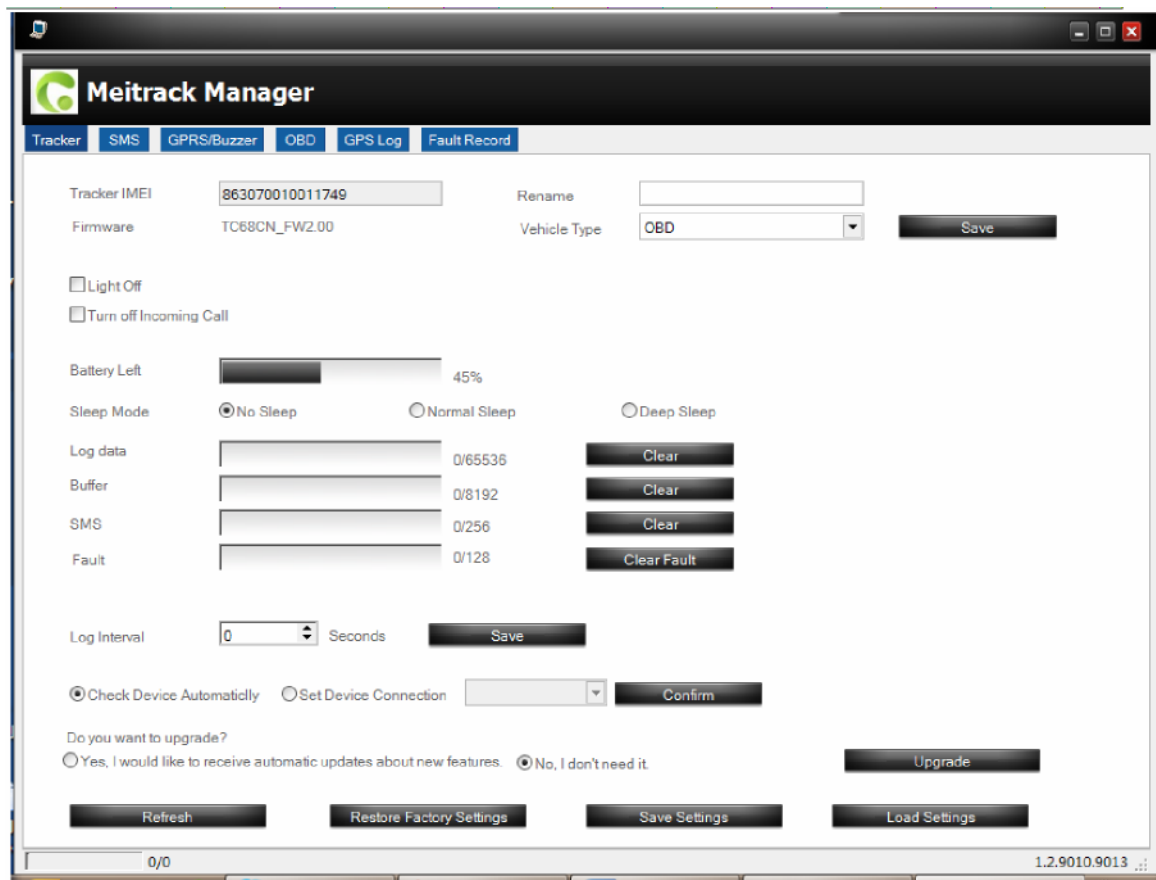 Meitrack Manager
Tracker SMS GPRS/Buzzer OBD GPS Log Fault Record
Tracker IMEI 863070010011749 Rename
Firmware TC68CN_FW2.00 Vehicle Type OBD Save
Light Off
Turn off Incoming Call
Battery Left 45%
Sleep Mode No Sleep Normal Sleep Deep Sleep
Log data 0/65536 Clear
Buffer 0/8192 Clear
SMS 0/256 Clear
Fault 0/128 Clear Fault
Log Interval 0 Seconds Save
Check Device Automaticlly Set Device Connection Confirm
Do you want to upgrade?
Yes, I would like to receive automatic updates about new features. No, I don't need it. Upgrade
Refresh Restore Factory Settings Save Settings Load Settings
0/0 1.2.9010.9013